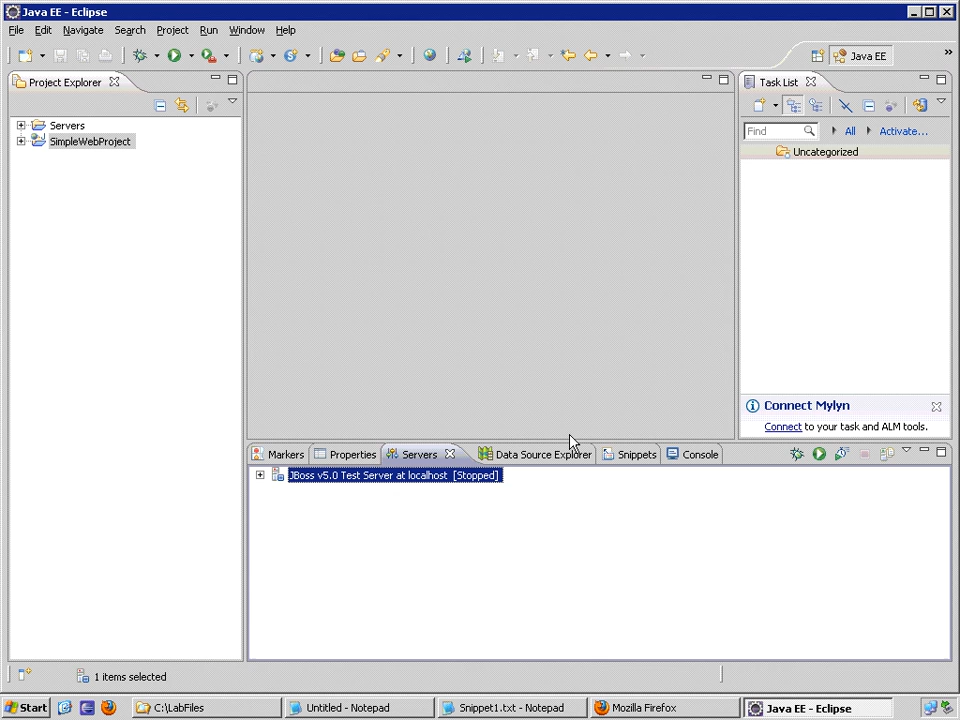 Java EE - Eclipse
File Edit Navigate Search Project Run Window Help
Java EE
»
Project Explorer
Servers
SimpleWebProject
Task List
Find
All
Activate...
Uncategorized
Connect Mylyn
Connect to your task and ALM tools.
Markers Properties Servers Data Source Explorer Snippets Console
JBoss v5.0 Test Server at localhost [Stopped]
1 items selected
Start
C:\LabFiles
Untitled - Notepad
Snippet1.txt - Notepad
Mozilla Firefox
Java EE - Eclipse